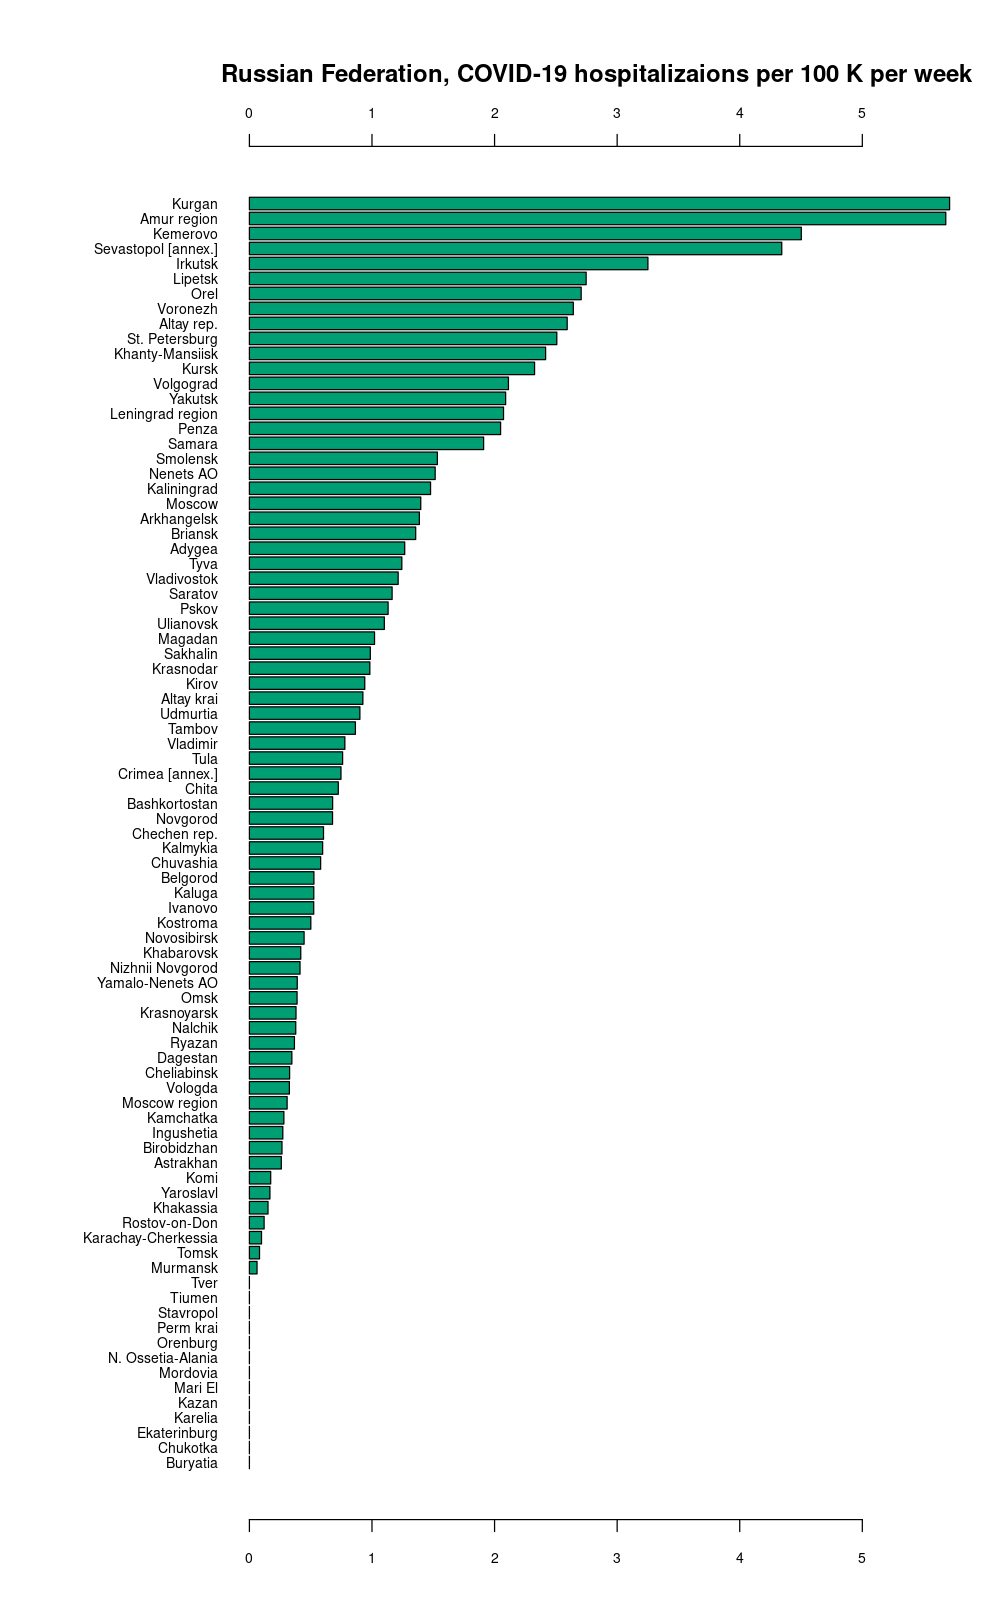 Russian Federation, COVID-19 hospitalizaions per 100 K per week
0 1 2 3 4 5
Kurgan
Amur region
Kemerovo
Sevastopol [annex.]
Irkutsk
Lipetsk
Orel
Voronezh
Altay rep.
St. Petersburg
Khanty-Mansiisk
Kursk
Volgograd
Yakutsk
Leningrad region
Penza
Samara
Smolensk
Nenets AO
Kaliningrad
Moscow
Arkhangelsk
Briansk
Adygea
Tyva
Vladivostok
Saratov
Pskov
Ulianovsk
Magadan
Sakhalin
Krasnodar
Kirov
Altay krai
Udmurtia
Tambov
Vladimir
Tula
Crimea [annex.]
Chita
Bashkortostan
Novgorod
Chechen rep.
Kalmykia
Chuvashia
Belgorod
Kaluga
Ivanovo
Kostroma
Novosibirsk
Khabarovsk
Nizhnii Novgorod
Yamalo-Nenets AO
Omsk
Krasnoyarsk
Nalchik
Ryazan
Dagestan
Cheliabinsk
Vologda
Moscow region
Kamchatka
Ingushetia
Birobidzhan
Astrakhan
Komi
Yaroslavl
Khakassia
Rostov-on-Don
Karachay-Cherkessia
Tomsk
Murmansk
Tver
Tiumen
Stavropol
Perm krai
Orenburg
N. Ossetia-Alania
Mordovia
Mari El
Kazan
Karelia
Ekaterinburg
Chukotka
Buryatia
0 1 2 3 4 5